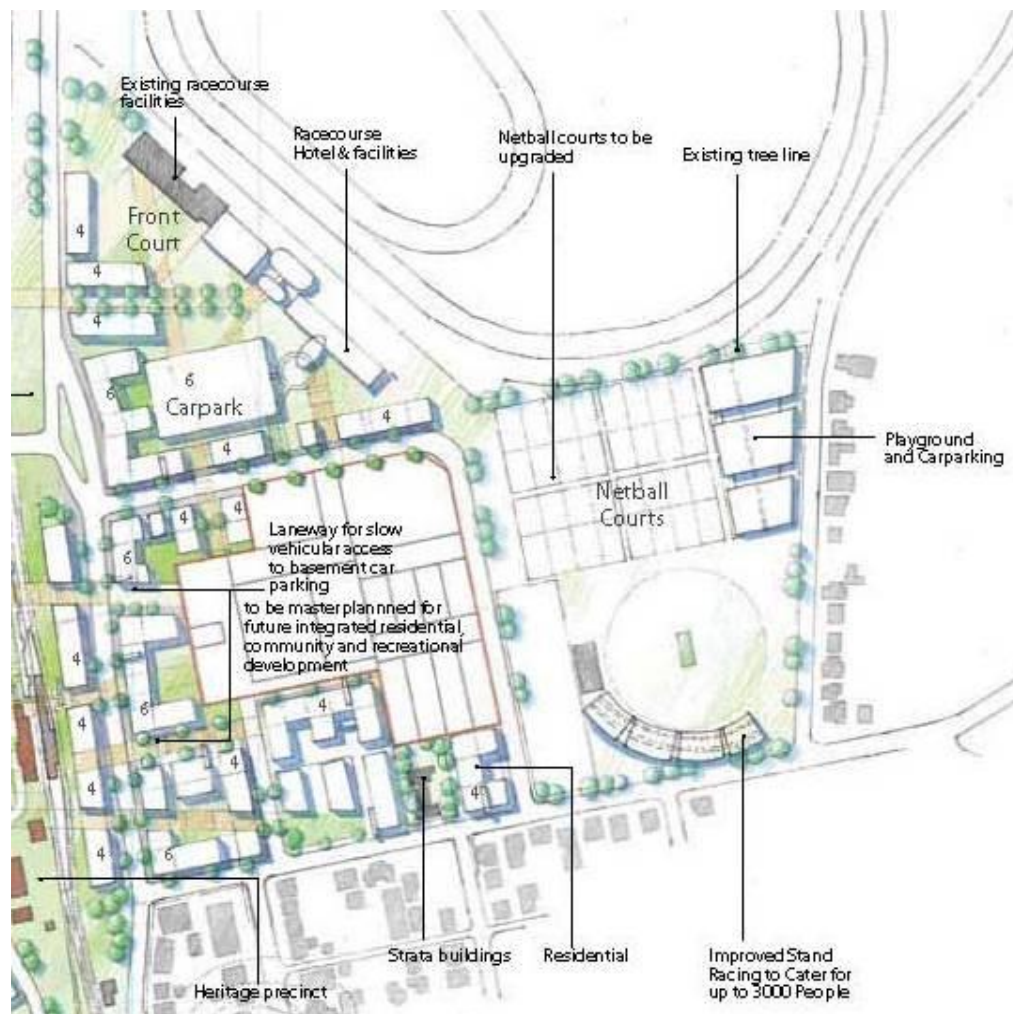 Existing racecourse
facilities
Racecourse
Hotel & facilities
Netball courts to be
upgraded
Existing tree line
Front
Court
4
4
4
6
6
Carpark
4
4
Playground
and Carparking
Netball
Courts
4
4
6
Laneway for slow
vehicular access
to basement car
parking
to be master plannned for
future integrated residential,
community and recreational
development
4
4
6
4
4
4
4
4
6
Strata buildings
Residential
Improved Stand
Racing to Cater for
up to 3000 People
Heritage precinct